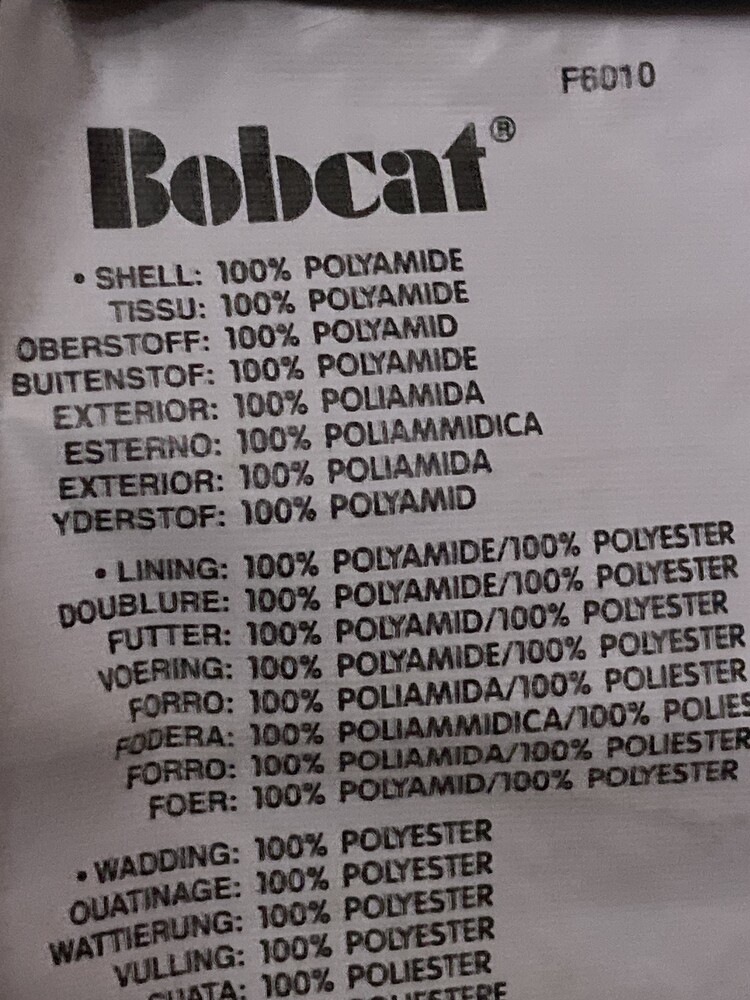 F6010
Bobcat®
• SHELL: 100% POLYAMIDE
TISSU: 100% POLYAMIDE
OBERSTOFF: 100% POLYAMID
BUITENSTOF: 100% POLYAMIDE
EXTERIOR: 100% POLIAMIDA
ESTERNO: 100% POLIAMMIDICA
EXTERIOR: 100% POLIAMIDA
YDERSTOF: 100% POLYAMID
• LINING: 100% POLYAMIDE/100% POLYESTER
DOUBLURE: 100% POLYAMIDE/100% POLYESTER
FUTTER: 100% POLYAMID/100% POLYESTER
VOERING: 100% POLYAMIDE/100% POLYESTER
FORRO: 100% POLIAMIDA/100% POLIESTER
FODERA: 100% POLIAMMIDICA/100% POLIES
FORRO: 100% POLIAMIDA/100% POLIESTER
FOER: 100% POLYAMID/100% POLYESTER
• WADDING: 100% POLYESTER
OUATINAGE: 100% POLYESTER
WATTIERUNG: 100% POLYESTER
VULLING: 100% POLYESTER
GUATA: 100% POLIESTER